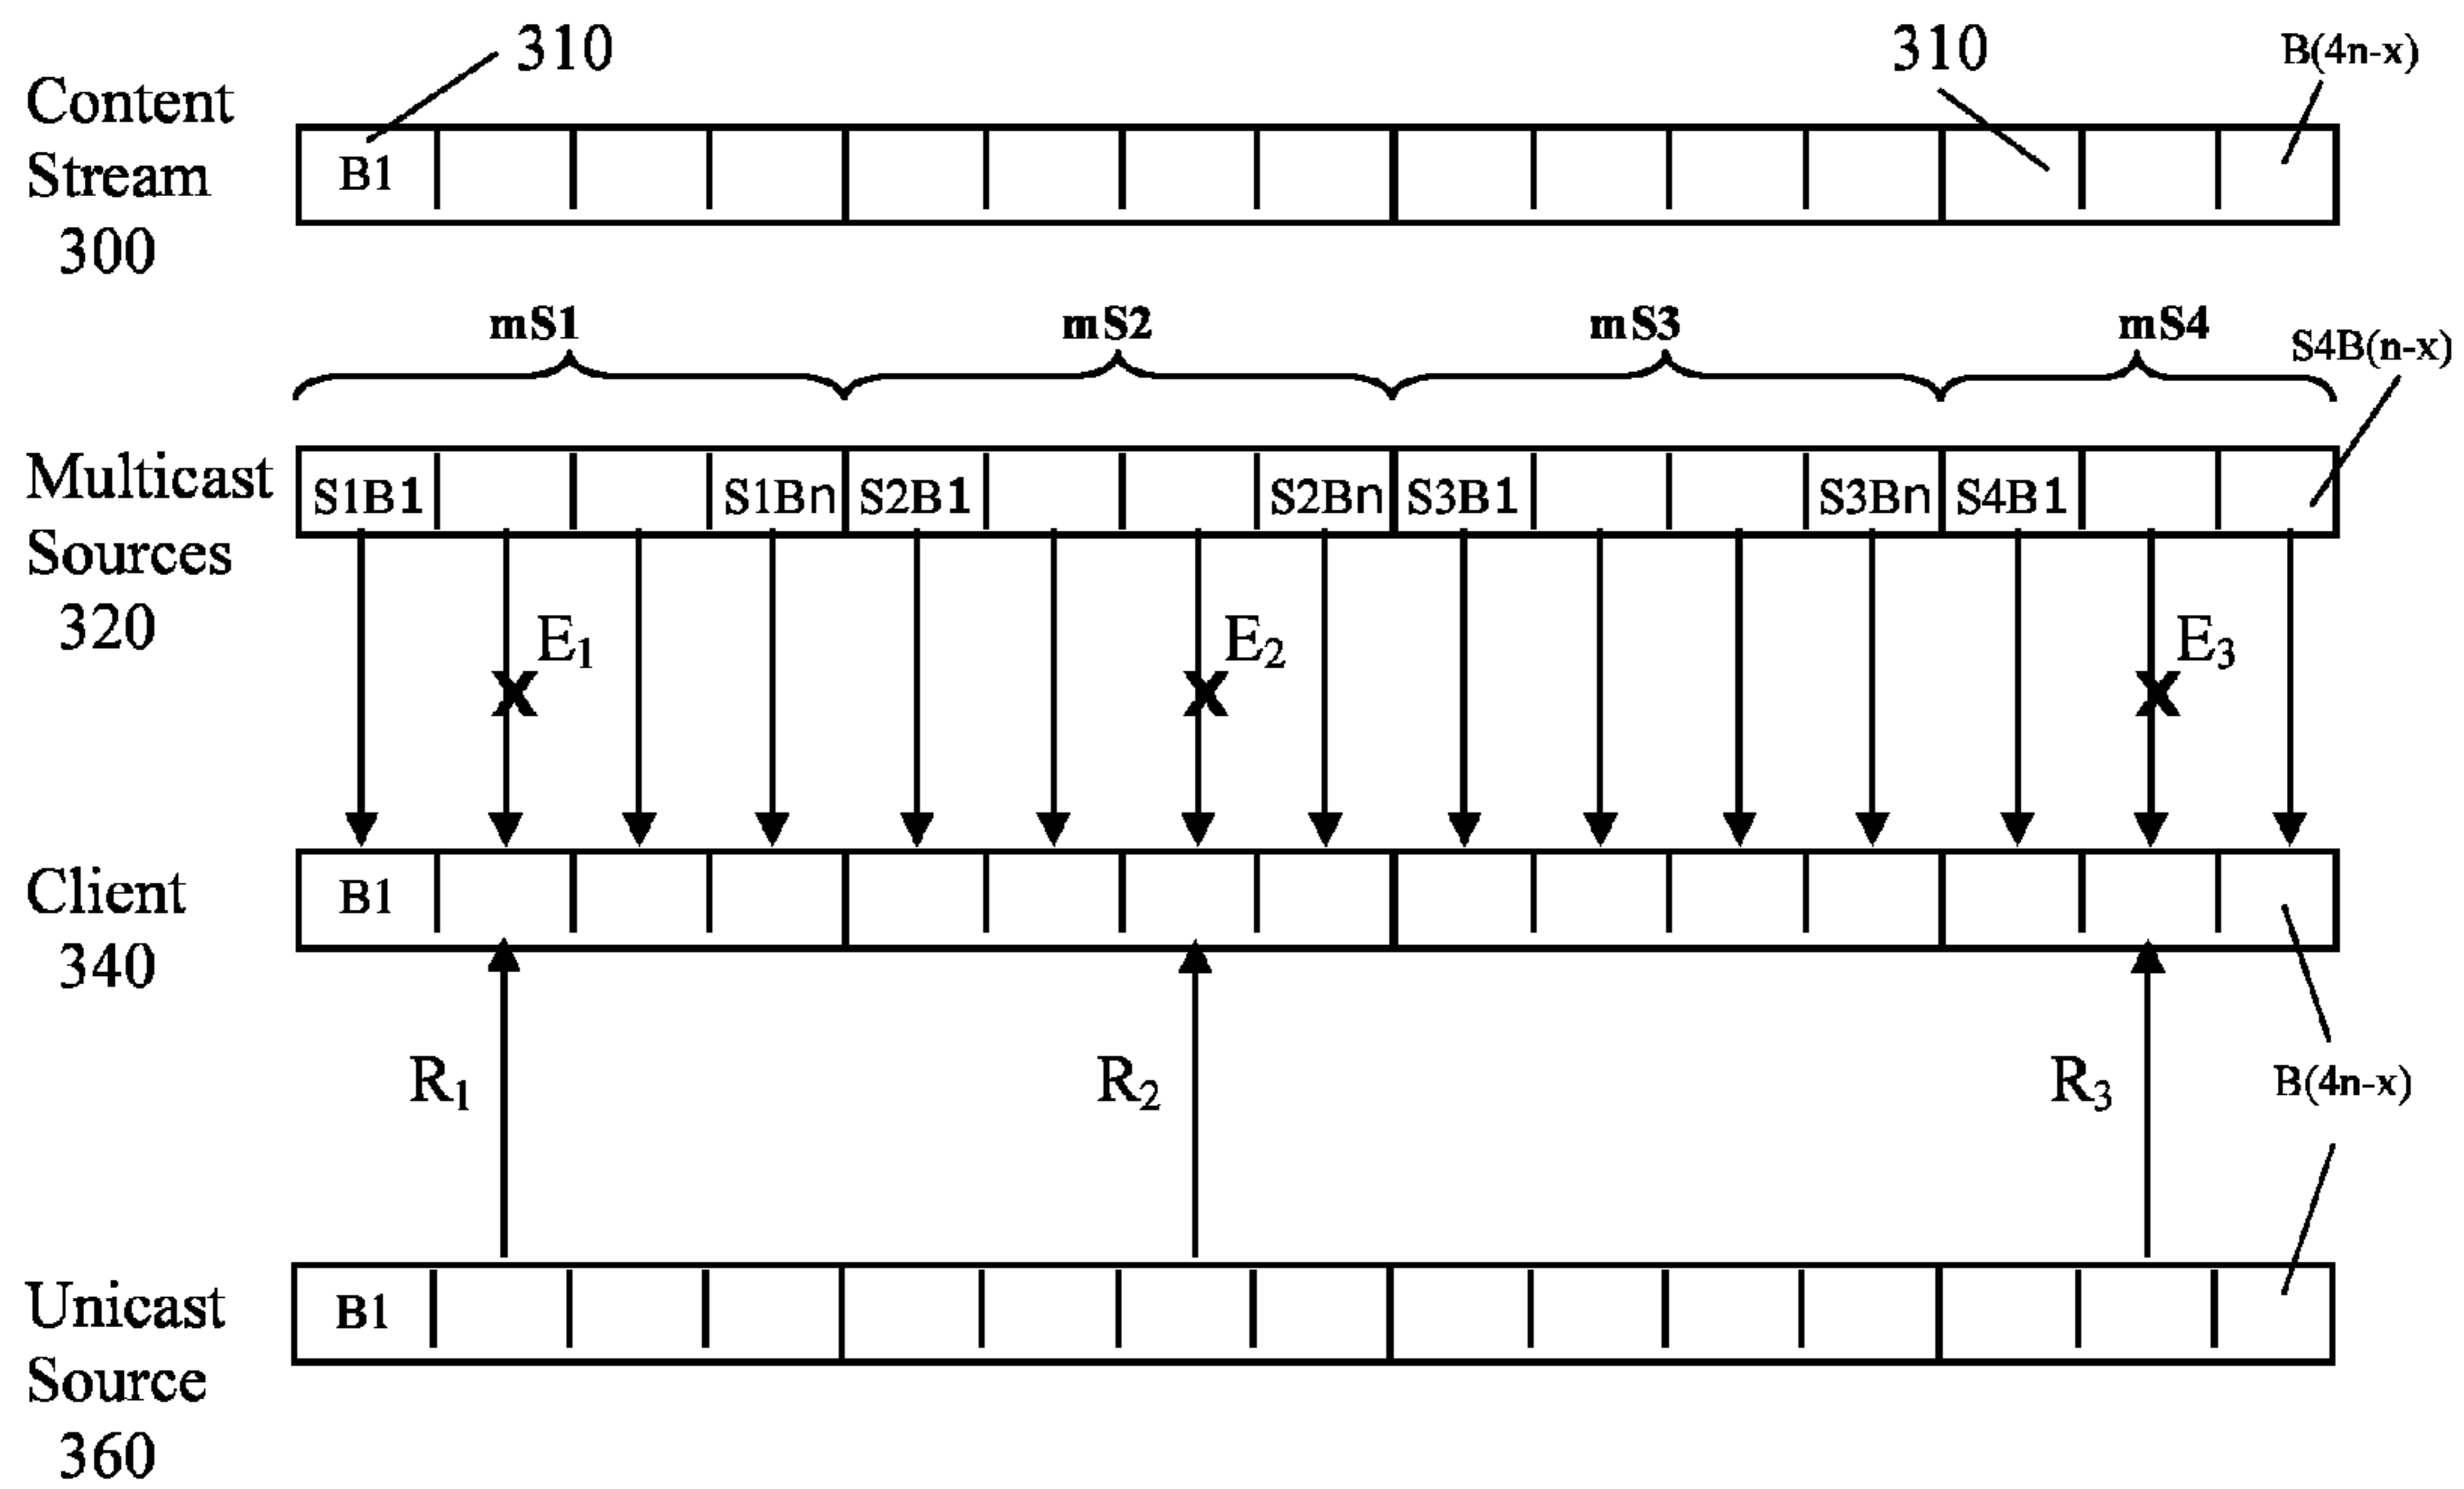 310
310
B(4n-x)
Content
Stream
300
B1
mS1
mS2
mS3
mS4
S4B(n-x)
Multicast
Sources
320
S1B1
S1Bn
S2B1
S2Bn
S3B1
S3Bn
S4B1
E1
X
E2
X
E3
X
Client
340
B1
R1
R2
R3
B(4n-x)
Unicast
Source
360
B1